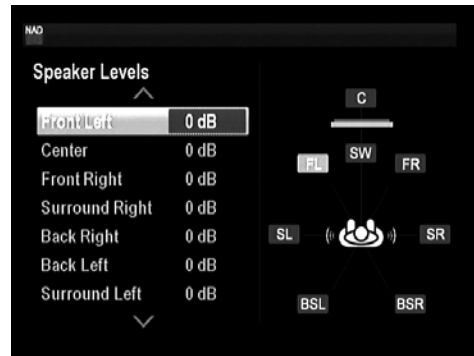 NAD
Speaker Levels
Front Left 0 dB
Center 0 dB
Front Right 0 dB
Surround Right 0 dB
Back Right 0 dB
Back Left 0 dB
Surround Left 0 dB
C
FL SW FR
SL SR
BSL BSR